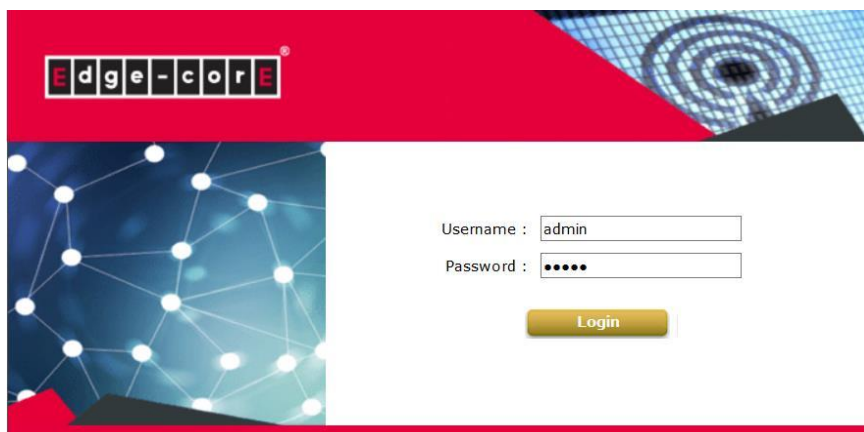 Edge-corE®
Username : admin
Password : •••••
Login